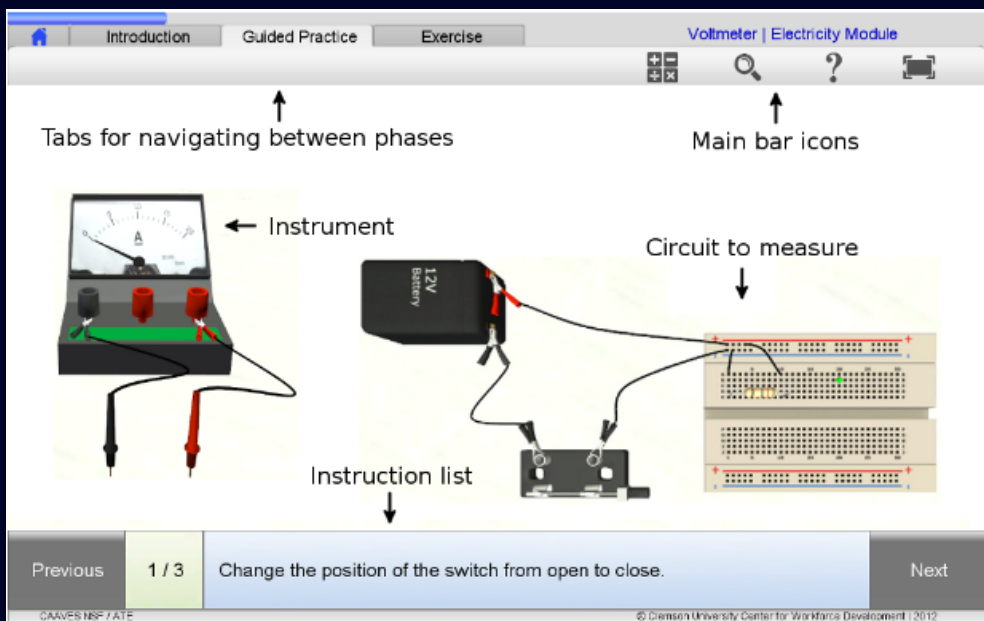 Introduction
Guided Practice
Exercise
Voltmeter | Electricity Module
Tabs for navigating between phases
Main bar icons
Instrument
A
Circuit to measure
12V
Battery
Instruction list
Previous
1 / 3
Change the position of the switch from open to close.
Next
CAAVES NSF / ATE
© Clemson University Center for Workforce Development | 2012